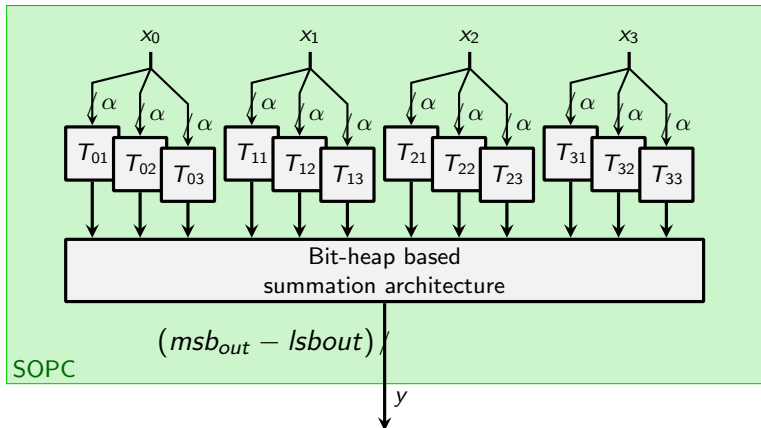 x0 x1 x2 x3
α α α α α α α α α α α α
T01 T02 T03 T11 T12 T13 T21 T22 T23 T31 T32 T33
Bit-heap based
summation architecture
(msbout − lsbout)
SOPC
y